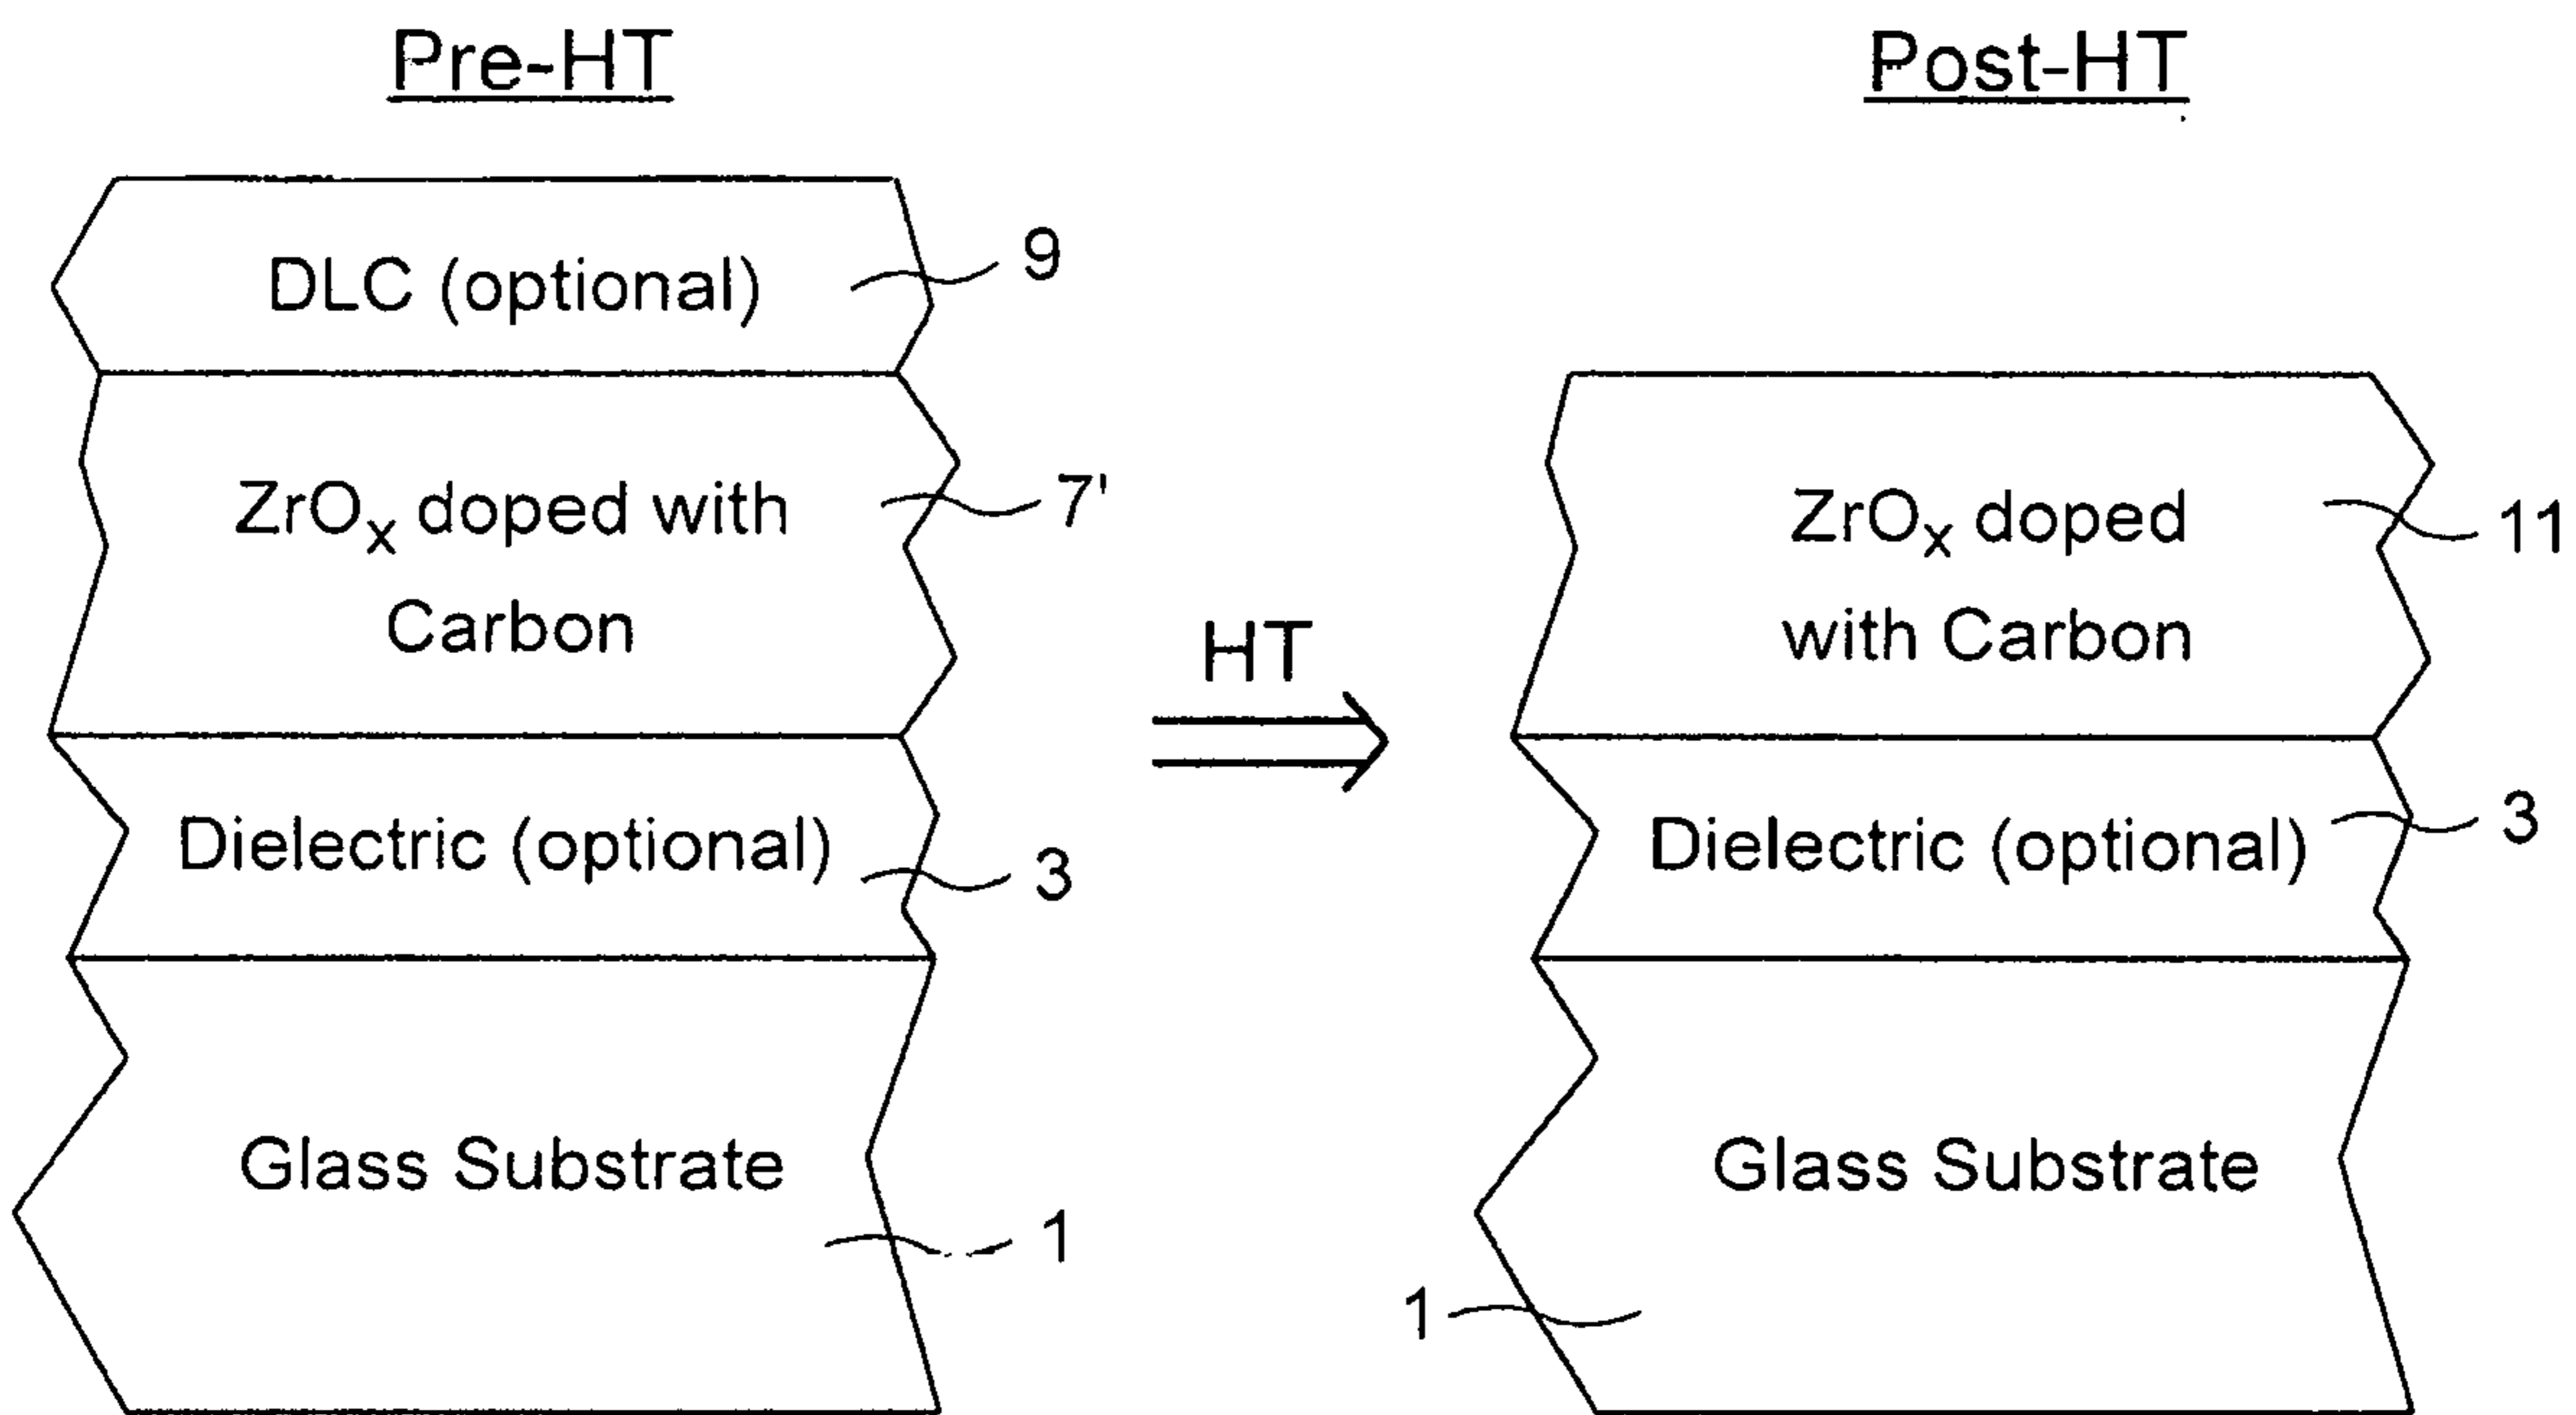 Pre-HT
Post-HT
DLC (optional)
9
ZrOₓ doped with
Carbon
7'
Dielectric (optional)
3
Glass Substrate
1
HT
ZrOₓ doped
with Carbon
11
Dielectric (optional)
3
Glass Substrate
1